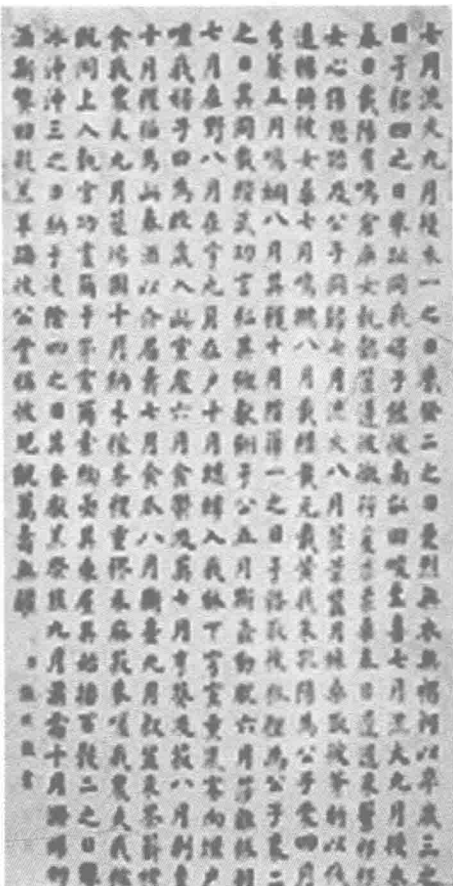 七月流火九月授衣一之日觱發二之日栗烈無衣無褐何以卒歲三之
日于耜四之日舉趾同我婦子饁彼南畝田畯至喜七月流火九月授衣
春日載陽有鳴倉庚女執懿筐遵彼微行爰求柔桑春日遲遲采蘩祁祁
女心傷悲殆及公子同歸七月流火八月萑葦蠶月條桑取彼斧斨以伐
遠揚猗彼女桑七月鳴鵙八月載績載玄載黃我朱孔陽為公子裳四月
秀葽五月鳴蜩八月其穫十月隕蘀一之日于貉取彼狐狸為公子裘二
之日其同載纘武功言私其豵獻豜于公五月斯螽動股六月莎雞振羽
七月在野八月在宇九月在戶十月蟋蟀入我牀下穹窒熏鼠塞向墐戶
嗟我婦子曰為改歲入此室處六月食鬱及薁七月亨葵及菽八月剝棗
十月穫稻為此春酒以介眉壽七月食瓜八月斷壺九月叔苴采荼薪樗
食我農夫九月築場圃十月納禾稼黍稷重穋禾麻菽麥嗟我農夫我稼
既同上入執宮功晝爾于茅宵爾索綯亟其乘屋其始播百穀二之日鑿
冰沖沖三之日納于凌陰四之日其蚤獻羔祭韭九月肅霜十月滌場朋
酒斯饗曰殺羔羊躋彼公堂稱彼兕觥萬壽無疆